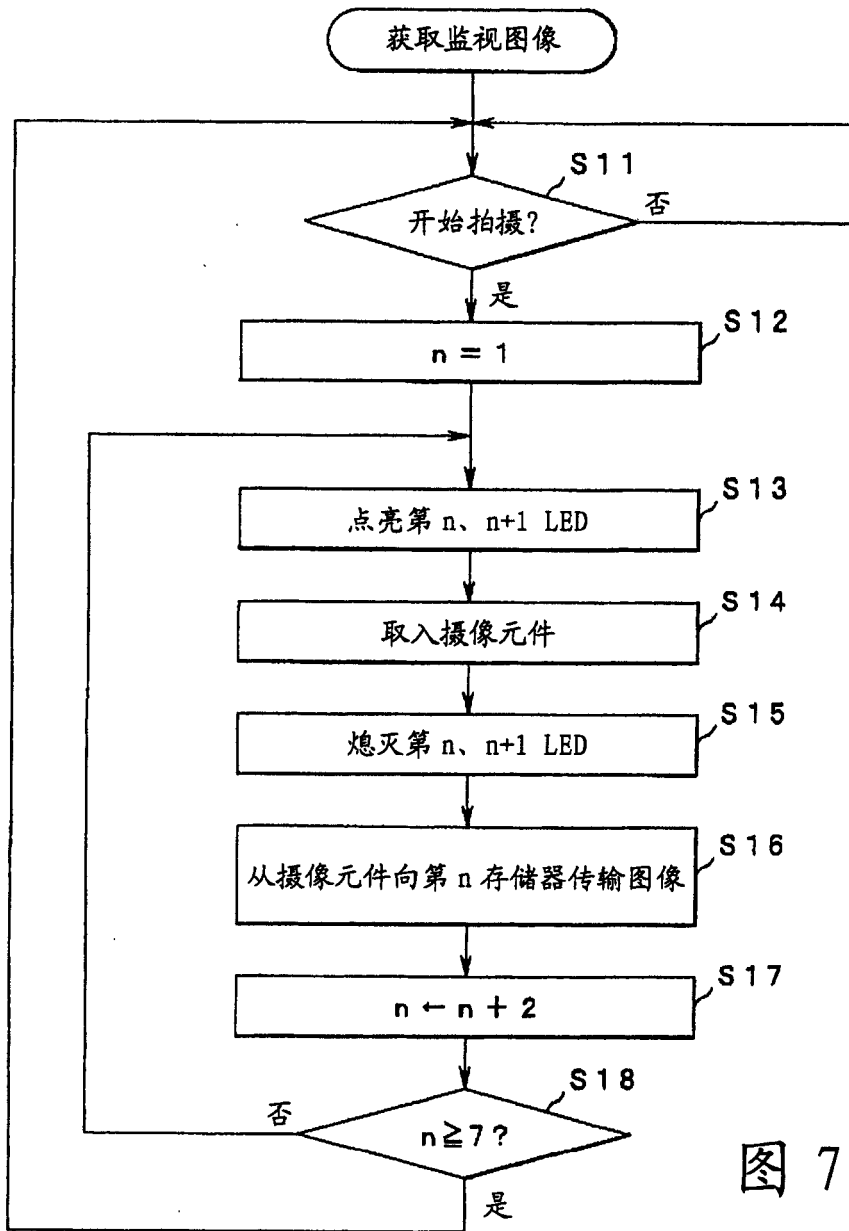 获取监视图像
S11
开始拍摄?
否
是
S12
n = 1
S13
点亮第 n、n+1 LED
S14
取入摄像元件
S15
熄灭第 n、n+1 LED
S16
从摄像元件向第 n 存储器传输图像
S17
n ← n + 2
S18
否
n≧7?
是
图 7